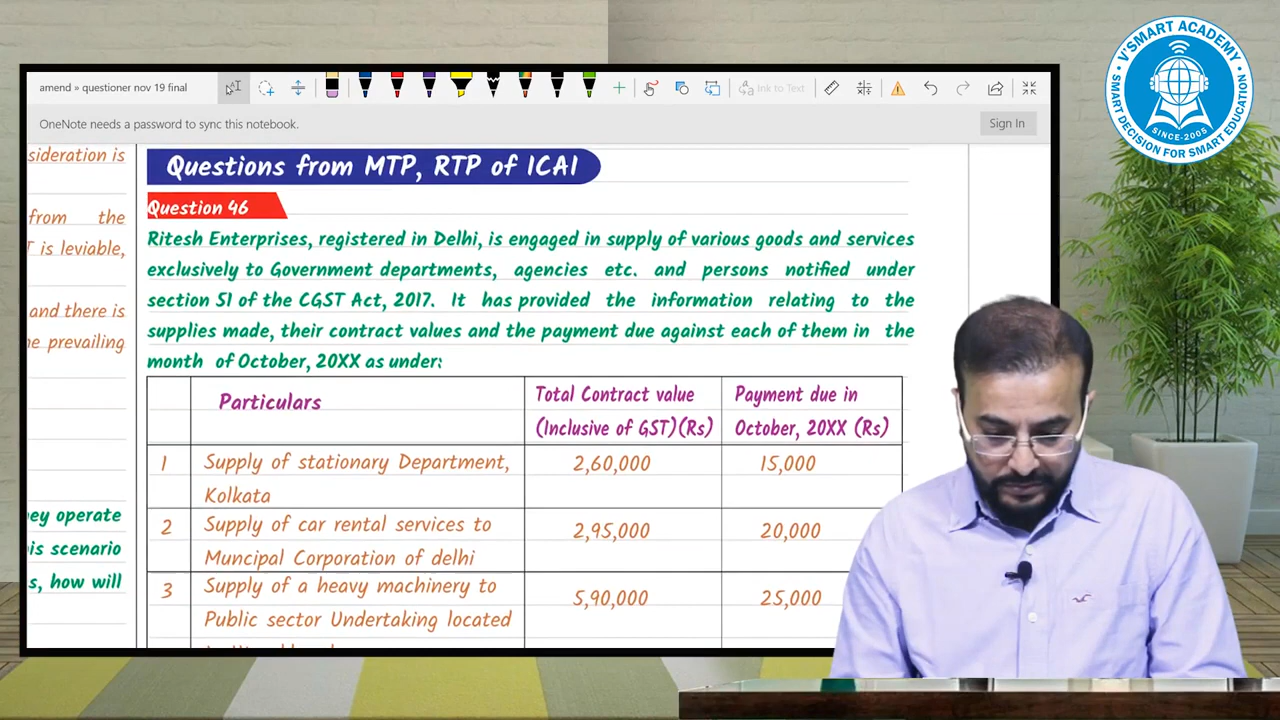 amend » questioner nov 19 final
Ink to Text
OneNote needs a password to sync this notebook.
Sign In
V'SMART ACADEMY
SINCE-2005
SMART DECISION FOR SMART EDUCATION
sideration is
from the
is leviable,
and there is
prevailing
operate
is scenario
s, how will
Questions from MTP, RTP of ICAI
Question 46
Ritesh Enterprises, registered in Delhi, is engaged in supply of various goods and services
exclusively to Government departments, agencies etc. and persons notified under
section 51 of the CGST Act, 2017. It has provided the information relating to the
supplies made, their contract values and the payment due against each of them in the
month of October, 20XX as under:
Particulars
Total Contract value
(Inclusive of GST)(Rs)
Payment due in
October, 20XX (Rs)
1 Supply of stationary Department, 2,60,000 15,000
Kolkata
2 Supply of car rental services to 2,95,000 20,000
Muncipal Corporation of delhi
3 Supply of a heavy machinery to 5,90,000 25,000
Public sector Undertaking located